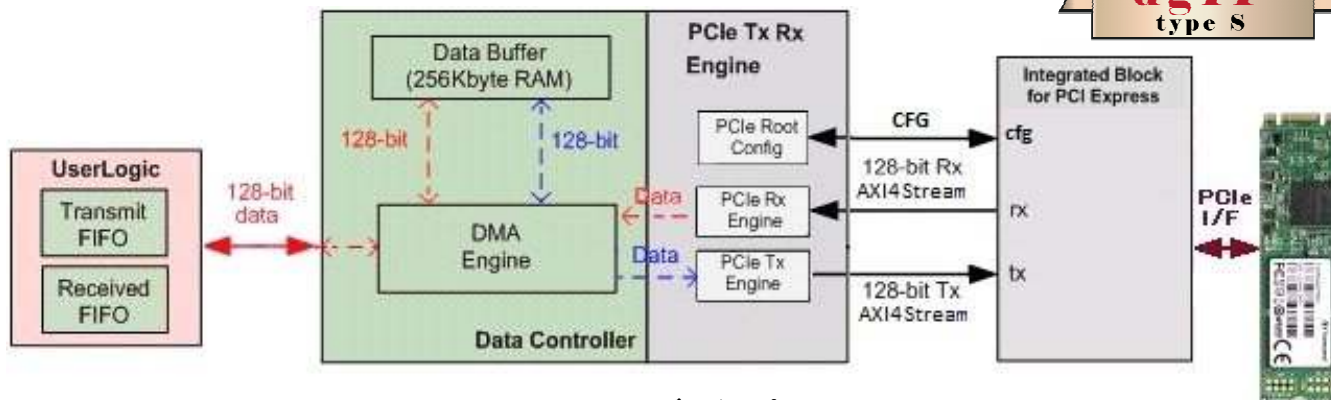 type S
Data Buffer
(256Kbyte RAM)
128-bit
128-bit
DMA
Engine
Data Controller
UserLogic
Transmit
FIFO
Received
FIFO
128-bit
data
PCIe Tx Rx
Engine
PCIe Root
Config
PCIe Rx
Engine
PCIe Tx
Engine
Data
Data
CFG
128-bit Rx
AXI4Stream
128-bit Tx
AXI4Stream
Integrated Block
for PCI Express
cfg
rx
tx
PCIe
I/F